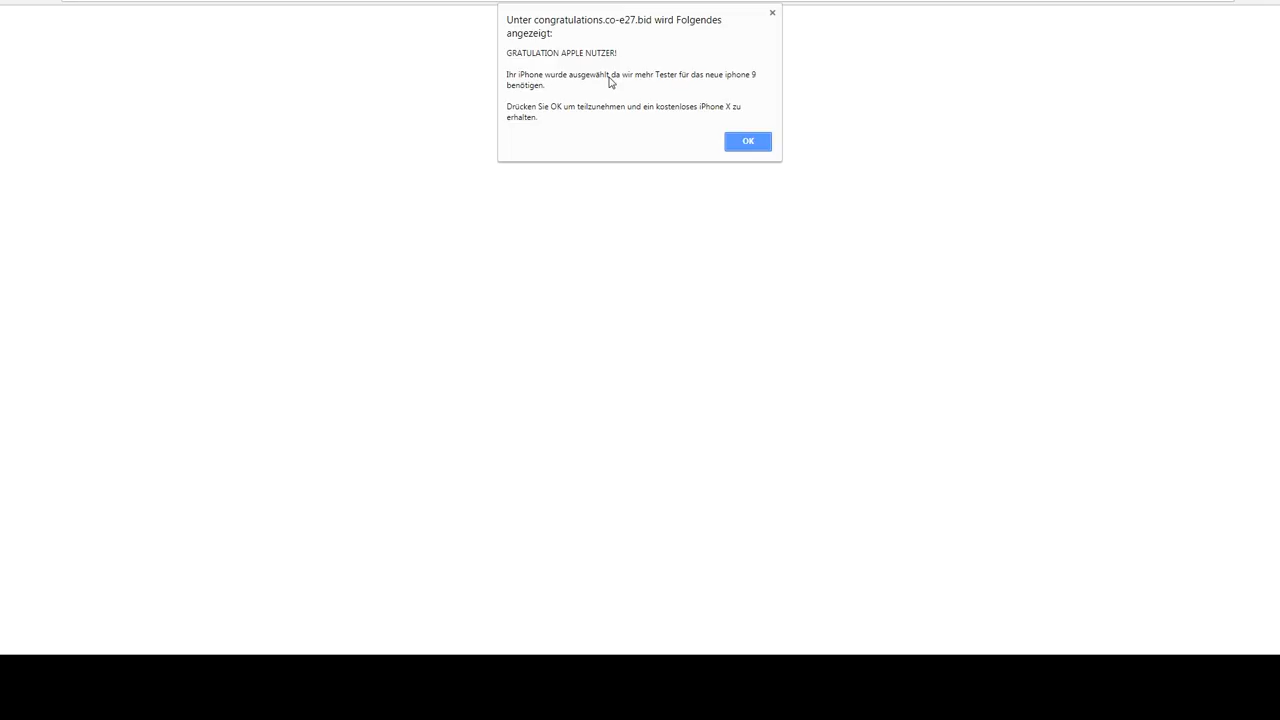 Unter congratulations.co-e27.bid wird Folgendes
angezeigt:
GRATULATION APPLE NUTZER!
Ihr iPhone wurde ausgewählt da wir mehr Tester für das neue iphone 9
benötigen.
Drücken Sie OK um teilzunehmen und ein kostenloses iPhone X zu
erhalten.
OK